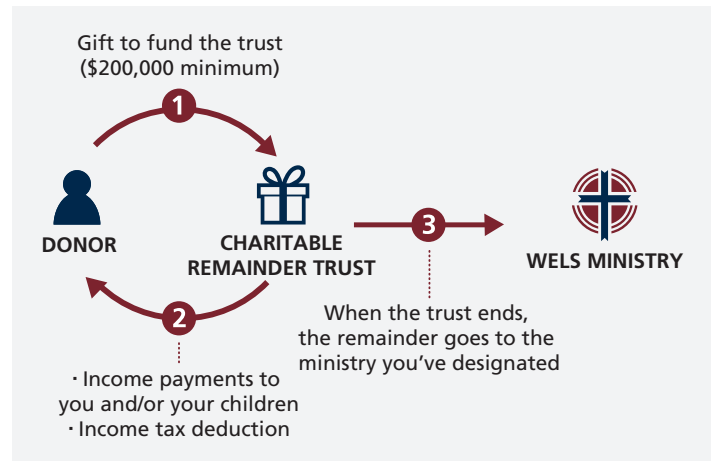 Gift to fund the trust
($200,000 minimum)
1
DONOR
CHARITABLE
REMAINDER TRUST
3
WELS MINISTRY
2
When the trust ends,
the remainder goes to the
ministry you’ve designated
· Income payments to
you and/or your children
· Income tax deduction